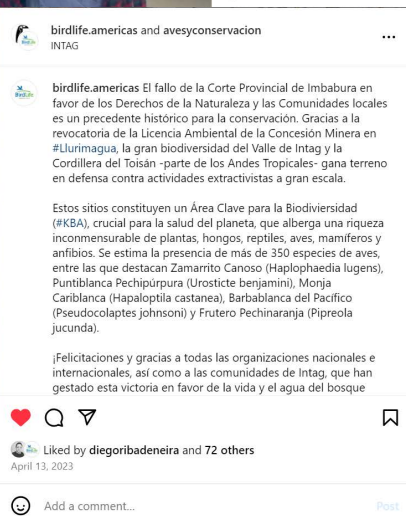 birdlife.americas and avesyconservacion
INTAG
birdlife.americas El fallo de la Corte Provincial de Imbabura en
favor de los Derechos de la Naturaleza y las Comunidades locales
es un precedente histórico para la conservación. Gracias a la
revocatoria de la Licencia Ambiental de la Concesión Minera en
#Llurimagua, la gran biodiversidad del Valle de Intag y la
Cordillera del Toisán -parte de los Andes Tropicales- gana terreno
en defensa contra actividades extractivistas a gran escala.
Estos sitios constituyen un Área Clave para la Biodiviersidad
(#KBA), crucial para la salud del planeta, que alberga una riqueza
inconmensurable de plantas, hongos, reptiles, aves, mamíferos y
anfibios. Se estima la presencia de más de 350 especies de aves,
entre las que destacan Zamarrito Canoso (Haplophaedia lugens),
Puntiblanca Pechipúrpura (Urosticte benjamini), Monja
Cariblanca (Hapaloptila castanea), Barbablanca del Pacífico
(Pseudocolaptes johnsoni) y Frutero Pechinaranja (Pipreola
jucunda).
¡Felicitaciones y gracias a todas las organizaciones nacionales e
internacionales, así como a las comunidades de Intag, que han
gestado esta victoria en favor de la vida y el agua del bosque
Liked by diegoribadeneira and 72 others
April 13, 2023
Add a comment...
Post